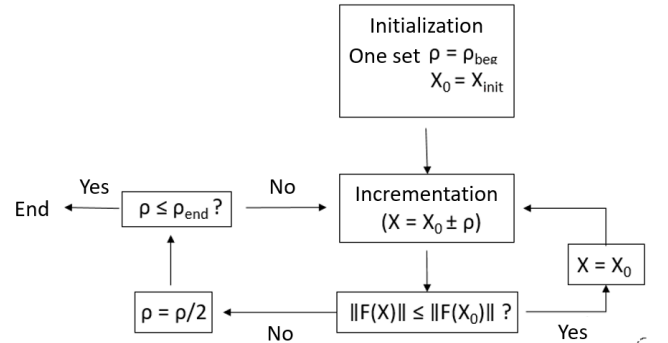 Initialization
One set ρ = ρbeg
X0 = Xinit
Yes
No
End
ρ ≤ ρend ?
Incrementation
(X = X0 ± ρ)
X = X0
ρ = ρ/2
‖F(X)‖ ≤ ‖F(X0)‖ ?
No
Yes